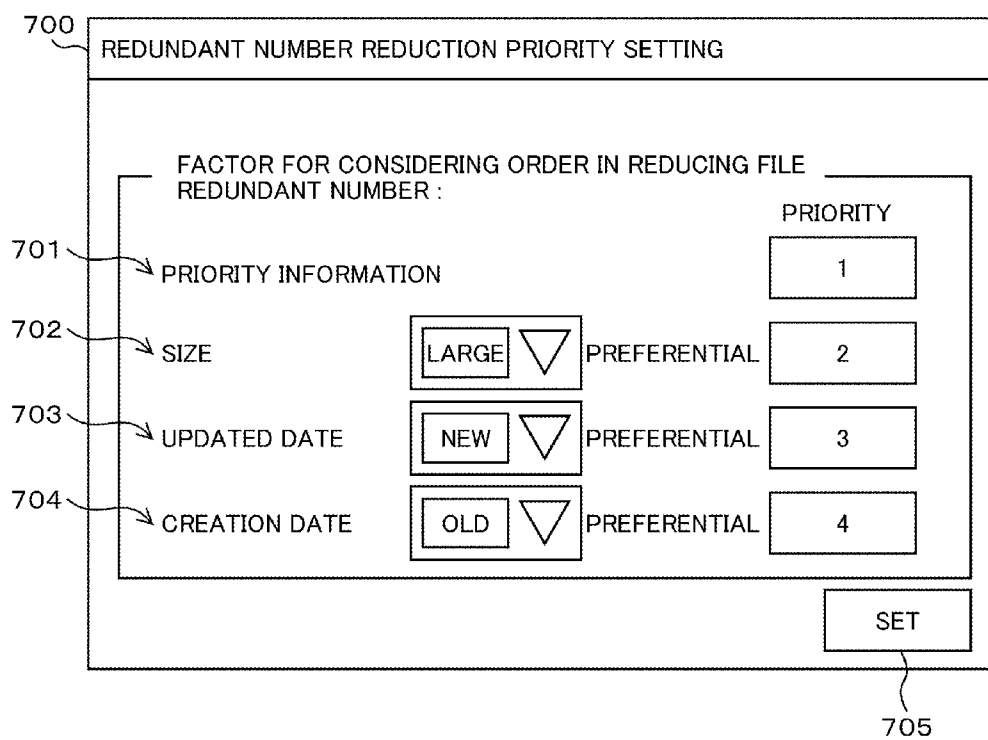 700
REDUNDANT NUMBER REDUCTION PRIORITY SETTING
FACTOR FOR CONSIDERING ORDER IN REDUCING FILE
REDUNDANT NUMBER :
PRIORITY
701
PRIORITY INFORMATION 1
702
SIZE LARGE PREFERENTIAL 2
703
UPDATED DATE NEW PREFERENTIAL 3
704
CREATION DATE OLD PREFERENTIAL 4
SET
705